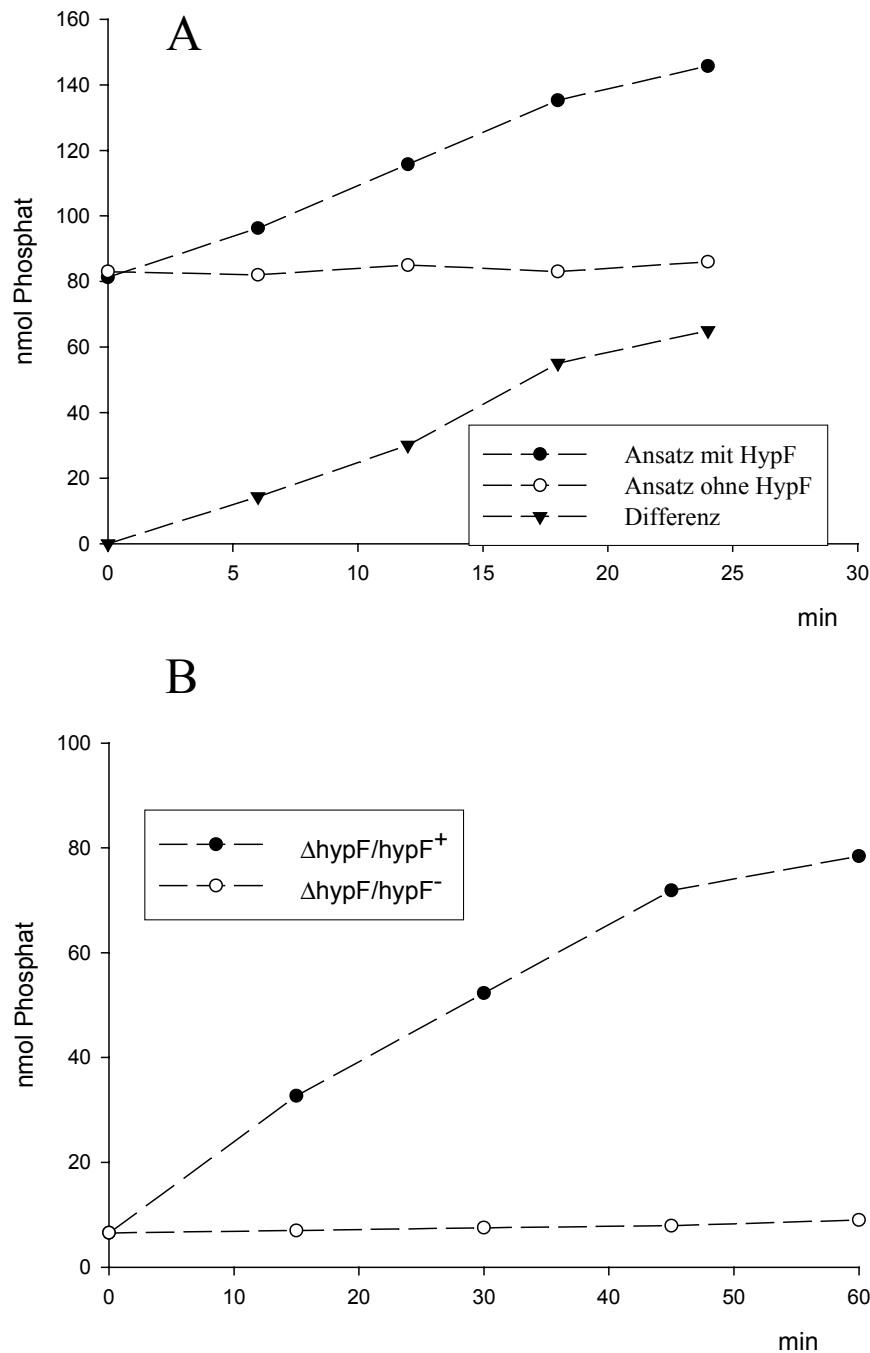 A
160
140
120
100
80
60
40
20
0
nmol Phosphat
Ansatz mit HypF
Ansatz ohne HypF
Differenz
0 5 10 15 20 25 30
min
B
100
80
60
40
20
0
nmol Phosphat
ΔhypF/hypF⁺
ΔhypF/hypF⁻
0 10 20 30 40 50 60
min